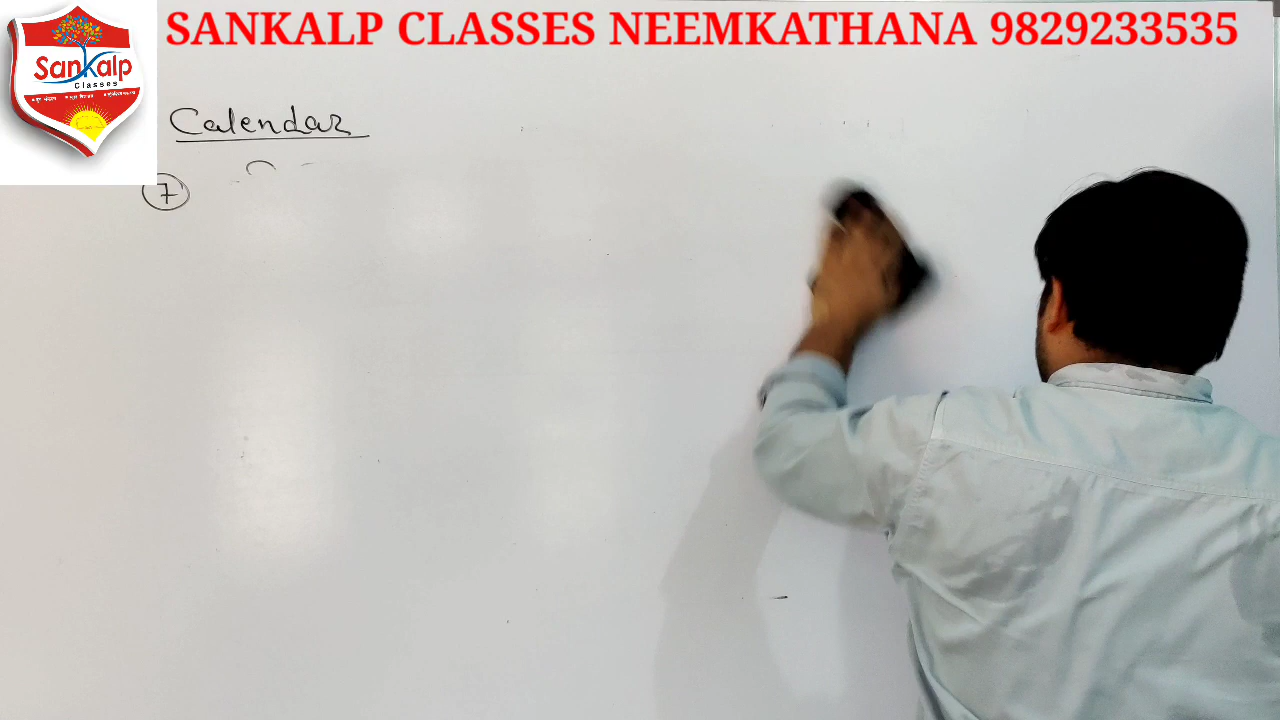 SANKALP CLASSES NEEMKATHANA 9829233535
Sankalp
Classes
Calendar
7